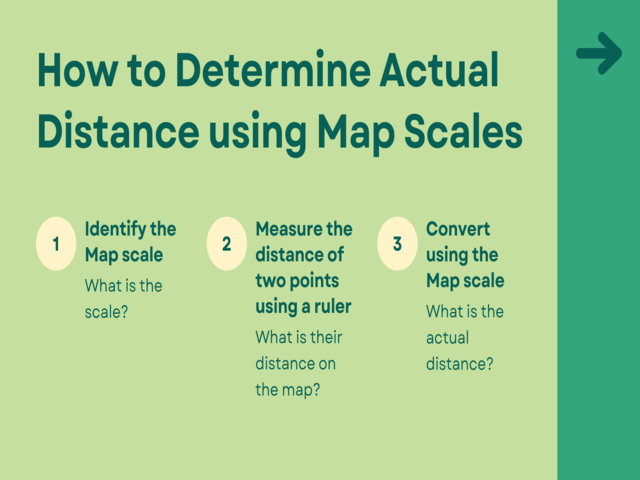 How to Determine Actual
Distance using Map Scales
1
Identify the
Map scale
What is the
scale?
2
Measure the
distance of
two points
using a ruler
What is their
distance on
the map?
3
Convert
using the
Map scale
What is the
actual
distance?